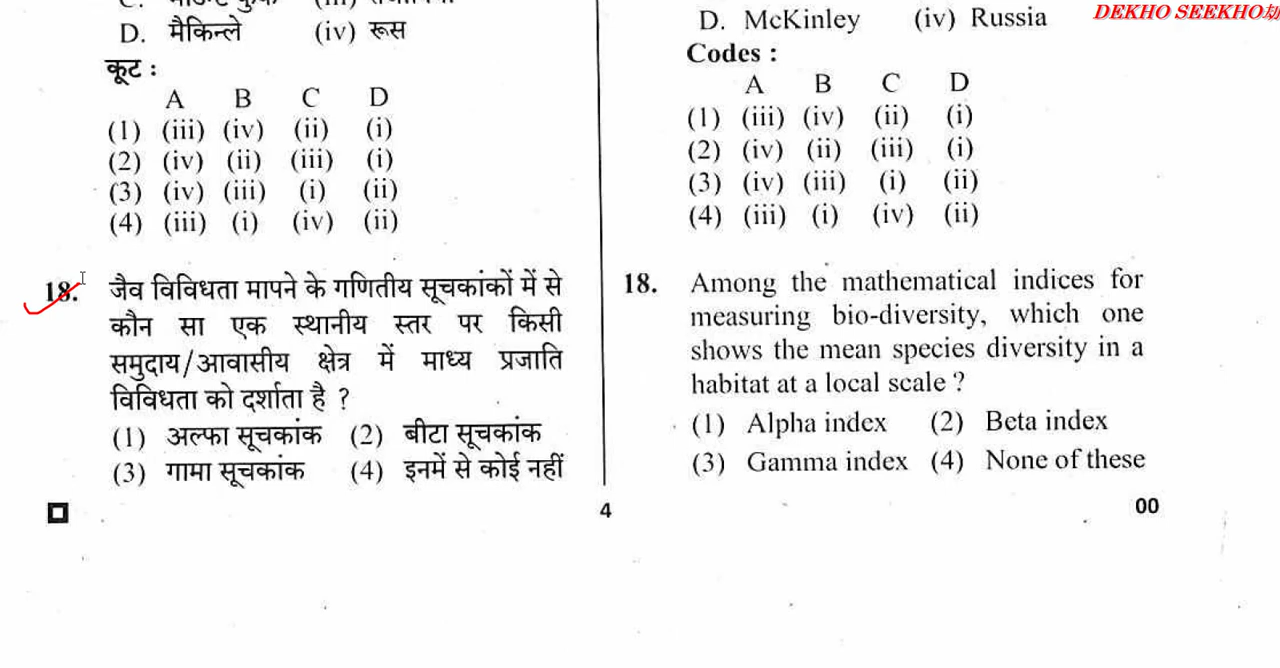 D. मैकिन्ले (iv) रूस
कूट :
A B C D
(1) (iii) (iv) (ii) (i)
(2) (iv) (ii) (iii) (i)
(3) (iv) (iii) (i) (ii)
(4) (iii) (i) (iv) (ii)
18. जैव विविधता मापने के गणितीय सूचकांकों में से
कौन सा एक स्थानीय स्तर पर किसी
समुदाय/आवासीय क्षेत्र में माध्य प्रजाति
विविधता को दर्शाता है ?
(1) अल्फा सूचकांक (2) बीटा सूचकांक
(3) गामा सूचकांक (4) इनमें से कोई नहीं
D. McKinley (iv) Russia
Codes :
A B C D
(1) (iii) (iv) (ii) (i)
(2) (iv) (ii) (iii) (i)
(3) (iv) (iii) (i) (ii)
(4) (iii) (i) (iv) (ii)
18. Among the mathematical indices for
measuring bio-diversity, which one
shows the mean species diversity in a
habitat at a local scale ?
(1) Alpha index (2) Beta index
(3) Gamma index (4) None of these
4
00
DEKHO SEEKHO